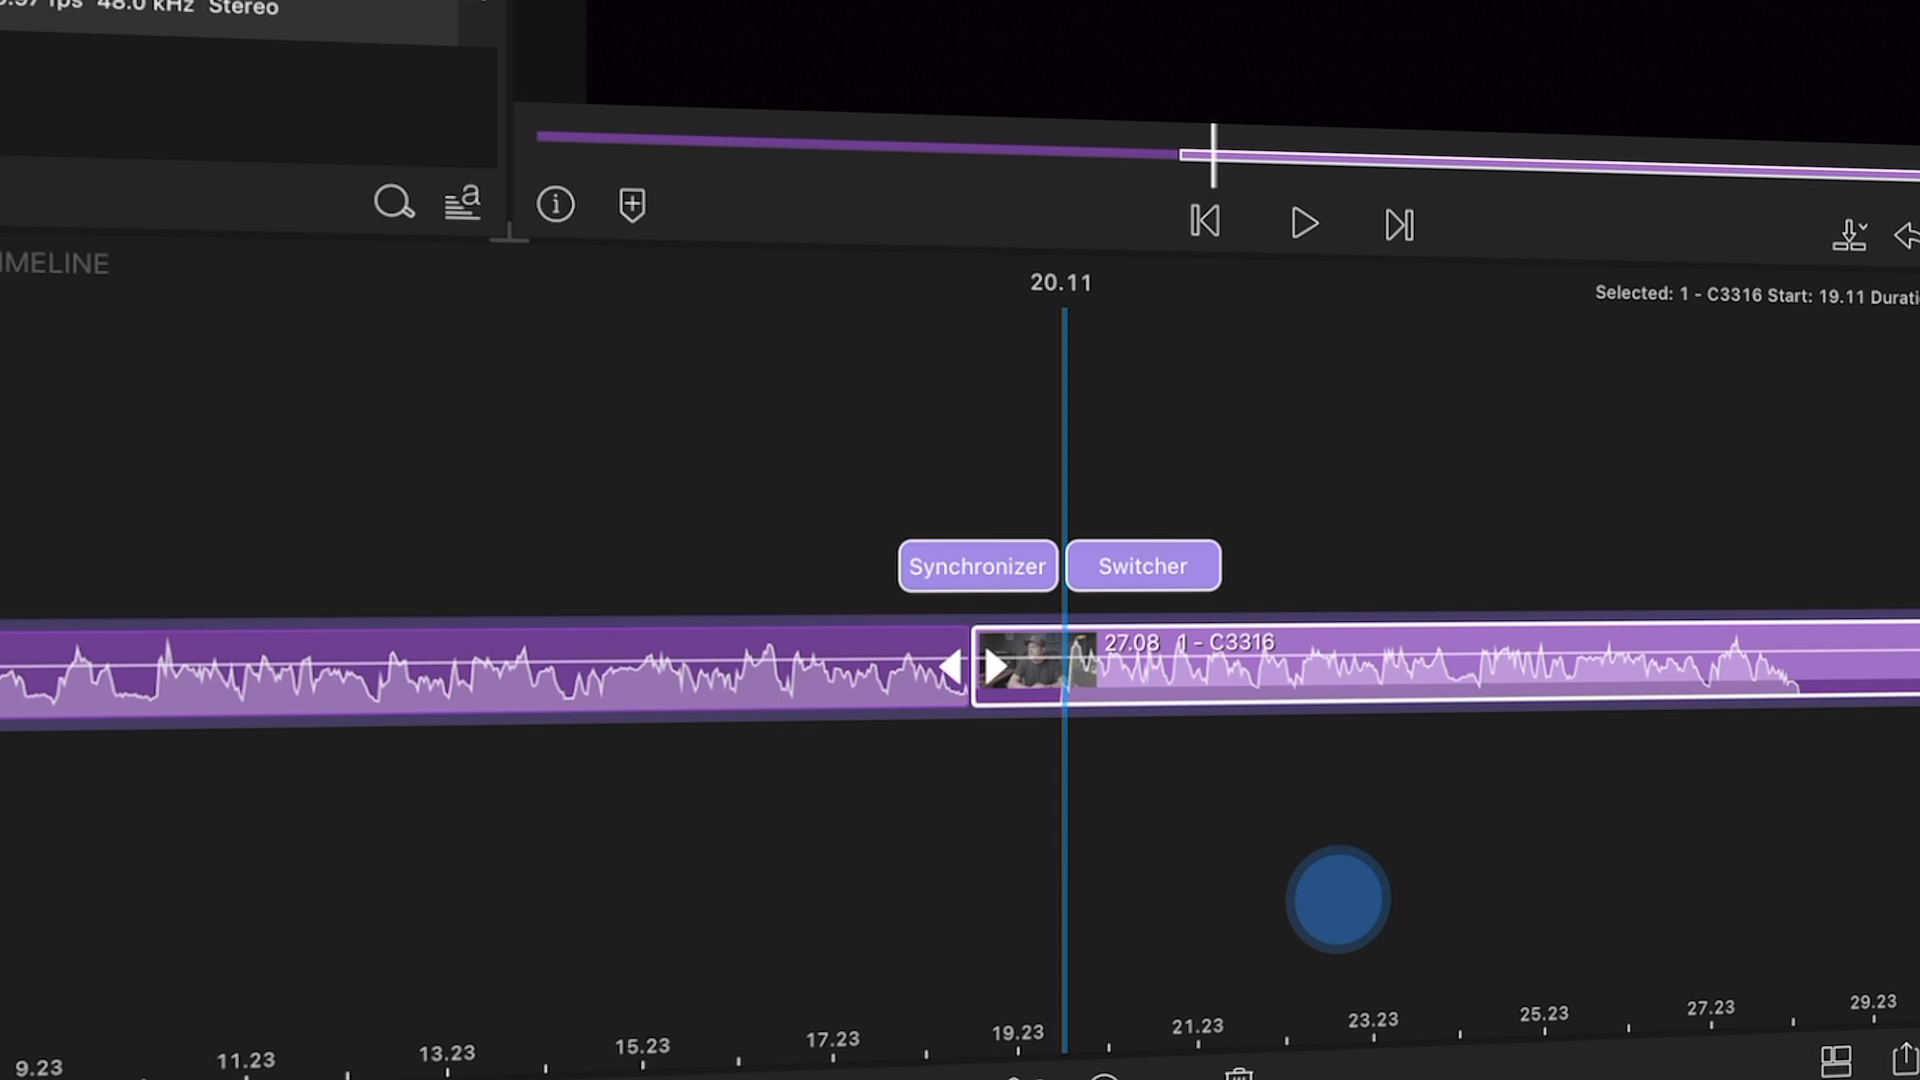 fps 48.0 kHz Stereo
20.11
Selected: 1 - C3316 Start: 19.11
Synchronizer
Switcher
27.08 1 - C3316
9.23
11.23
13.23
15.23
17.23
19.23
21.23
23.23
25.23
27.23
29.23